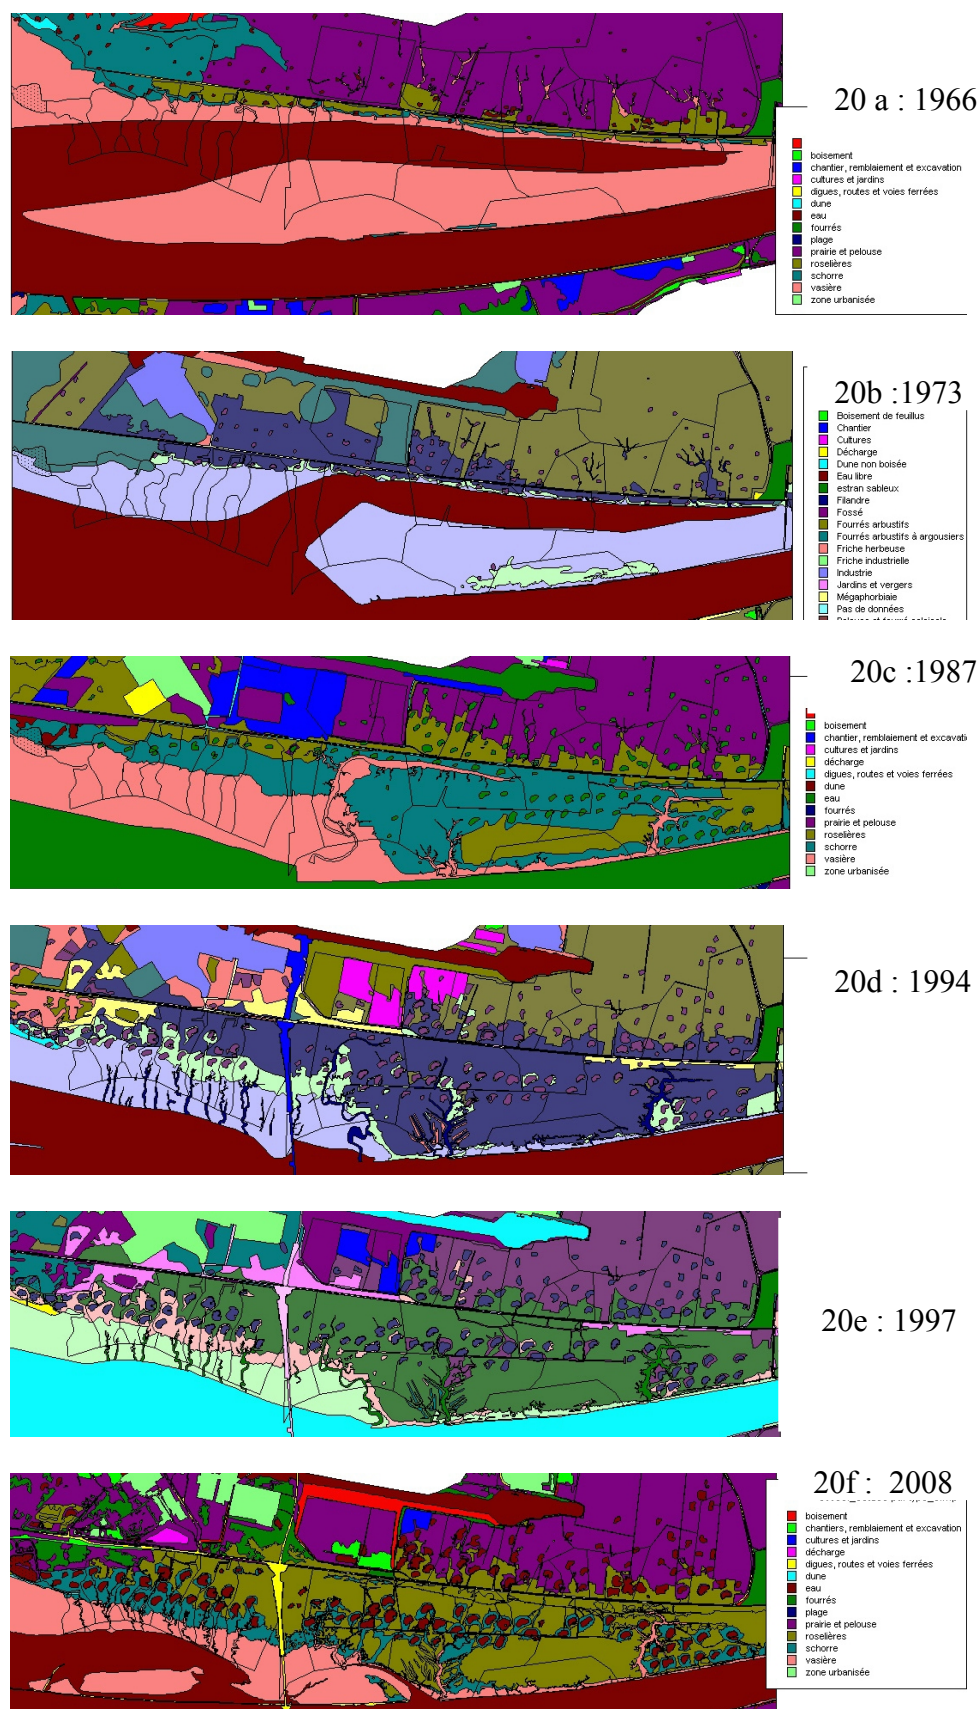 20 a : 1966
boisement
chantier, remblaiement et excavation
cultures et jardins
digues, routes et voies ferrées
dune
eau
fourrés
plage
prairie et pelouse
roselières
schorre
vasière
zone urbanisée
20b :1973
Boisement de feuillus
Chantier
Cultures
Décharge
Dune non boisée
Eau libre
estran sableux
Filandre
Fossé
Fourrés arbustifs
Fourrés arbustifs à argousiers
Friche herbeuse
Friche industrielle
Industrie
Jardins et vergers
Mégaphorbiaie
Pas de données
20c :1987
boisement
chantier, remblaiement et excavati
cultures et jardins
décharge
digues, routes et voies ferrées
dune
eau
fourrés
prairie et pelouse
roselières
schorre
vasière
zone urbanisée
20d : 1994
20e : 1997
20f : 2008
boisement
chantiers, remblaiement et excavation
cultures et jardins
décharge
digues, routes et voies ferrées
dune
eau
fourrés
plage
prairie et pelouse
roselières
schorre
vasière
zone urbanisée